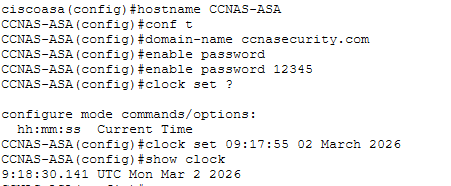 ciscoasa(config)#hostname CCNAS-ASA
CCNAS-ASA(config)#conf t
CCNAS-ASA(config)#domain-name ccnasecurity.com
CCNAS-ASA(config)#enable password
CCNAS-ASA(config)#enable password 12345
CCNAS-ASA(config)#clock set ?

configure mode commands/options:
  hh:mm:ss  Current Time
CCNAS-ASA(config)#clock set 09:17:55 02 March 2026
CCNAS-ASA(config)#show clock
9:18:30.141 UTC Mon Mar 2 2026